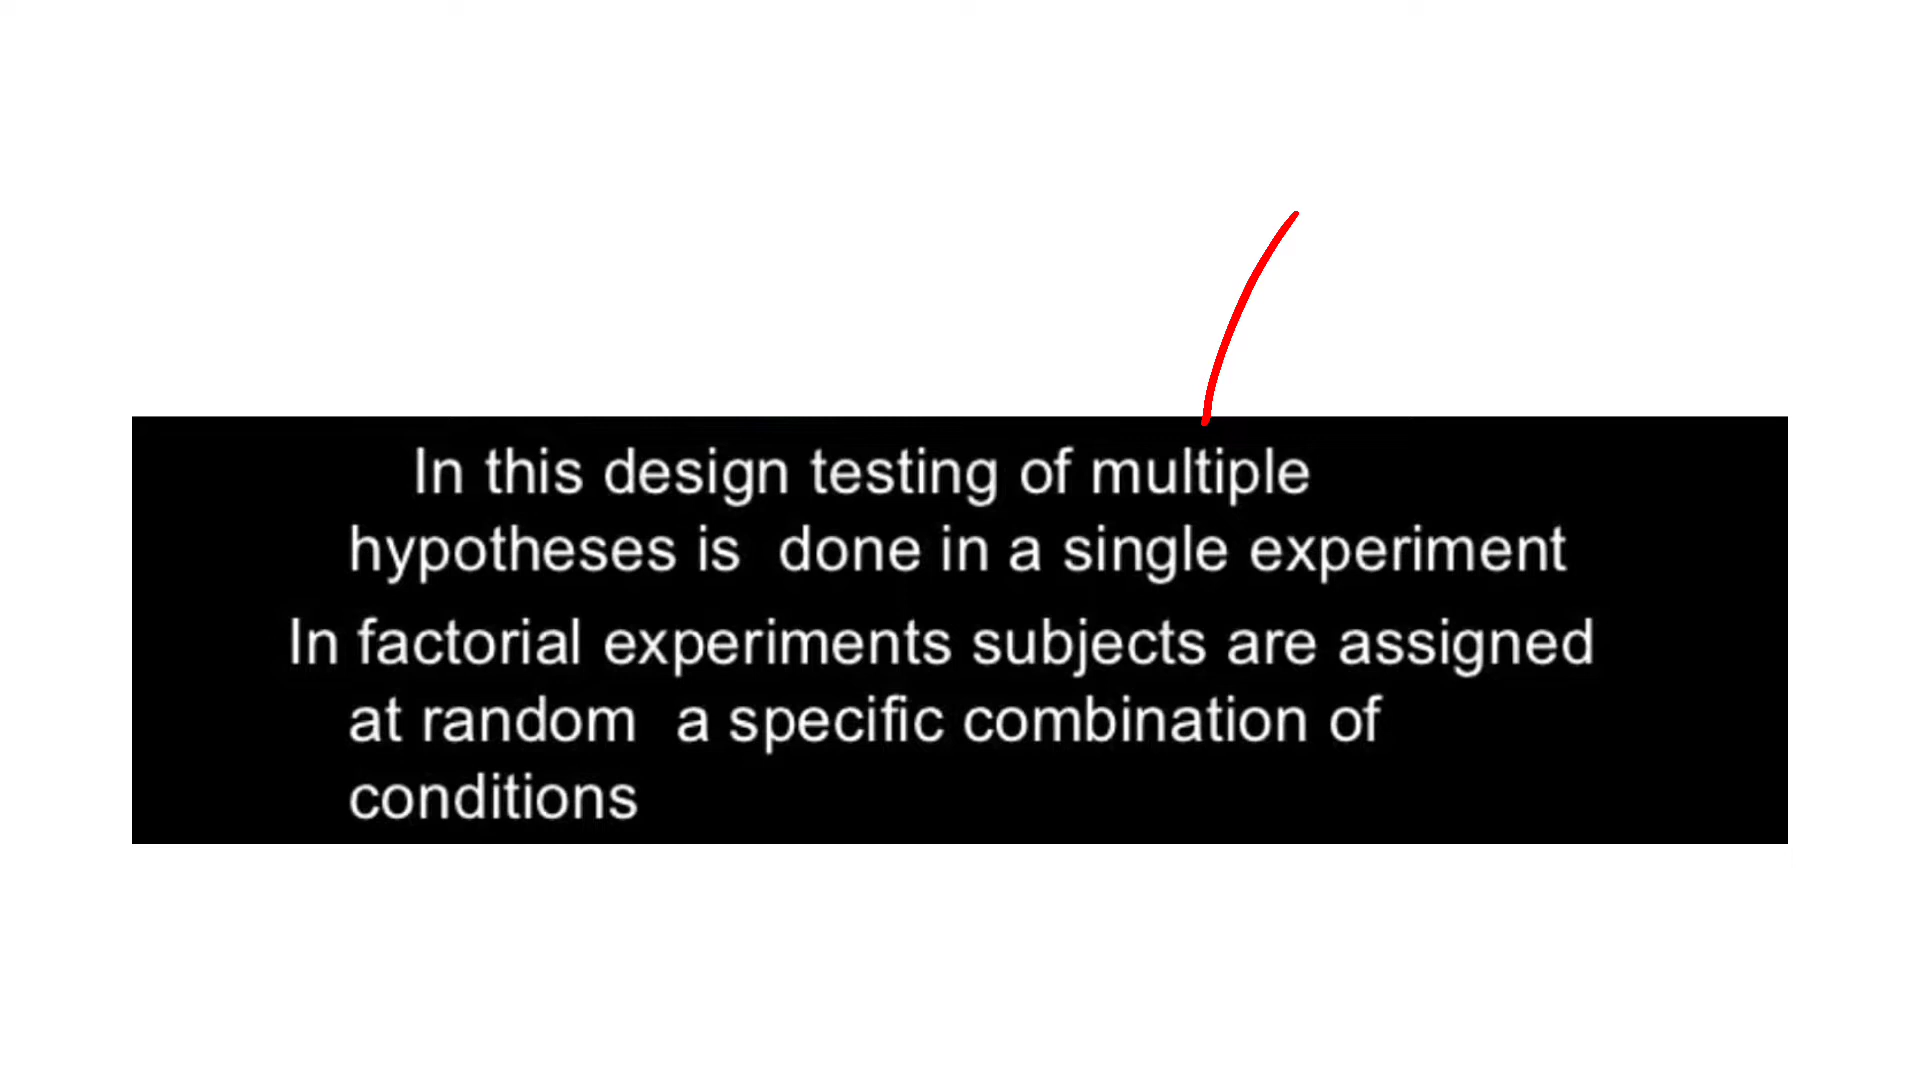 In this design testing of multiple
hypotheses is done in a single experiment
In factorial experiments subjects are assigned
at random a specific combination of
conditions